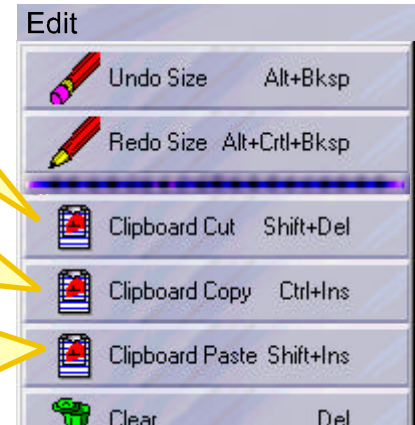 Edit
Undo Size Alt+Bksp
Redo Size Alt+Crtl+Bksp
Clipboard Cut Shift+Del
Clipboard Copy Ctrl+Ins
Clipboard Paste Shift+Ins
Clear Del